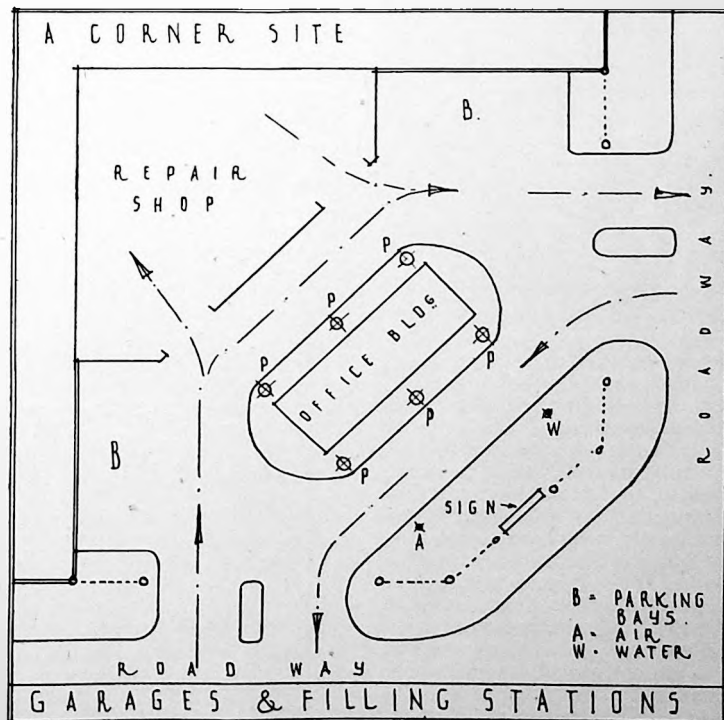 A CORNER SITE
B.
REPAIR
SHOP
P
P
P
OFFICE BLDG
P
P
P
B
W
SIGN
A
ROADWAY.
B = PARKING
BAYS.
A = AIR
W = WATER
ROAD WAY
GARAGES & FILLING STATIONS